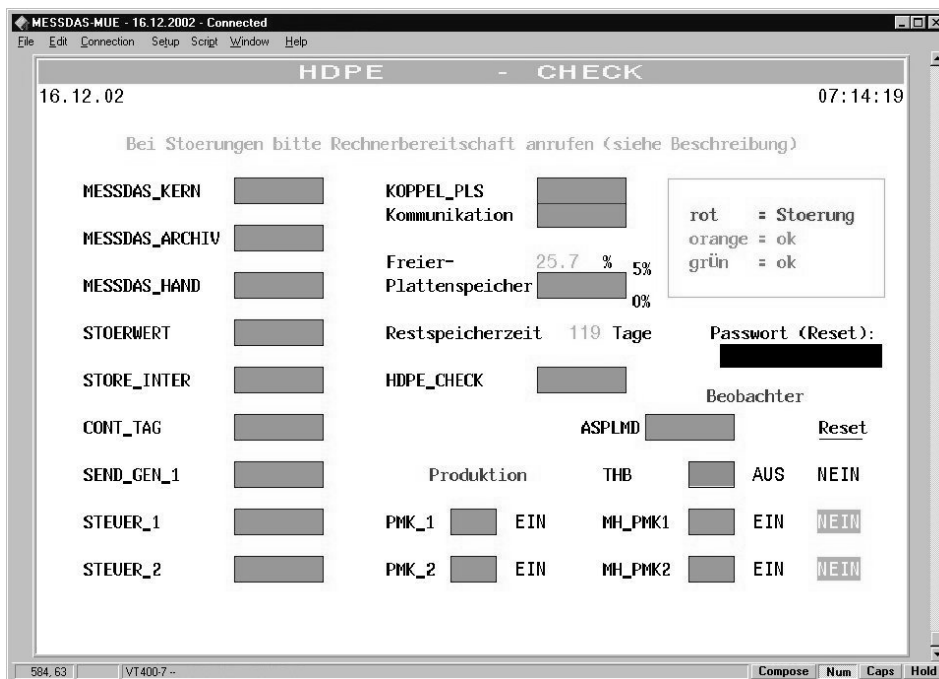 MESSDAS-MUE - 16.12.2002 - Connected
File Edit Connection Setup Script Window Help
HDPE - CHECK
16.12.02 07:14:19
Bei Stoerungen bitte Rechnerbereitschaft anrufen (siehe Beschreibung)
MESSDAS_KERN KOPPEL_PLS
Kommunikation rot = Stoerung
MESSDAS_ARCHIV orange = ok
Freier- 25.7 % 5% grün = ok
MESSDAS_HAND Plattenspeicher 0%
STOERWERT Restspeicherzeit 119 Tage Passwort (Reset):
STORE_INTER HDPE_CHECK
Beobachter
CONT_TAG ASPLMD Reset
SEND_GEN_1 Produktion THB AUS NEIN
STEUER_1 PMK_1 EIN MH_PMK1 EIN NEIN
STEUER_2 PMK_2 EIN MH_PMK2 EIN NEIN
584, 63 VT400-7 -- Compose Num Caps Hold